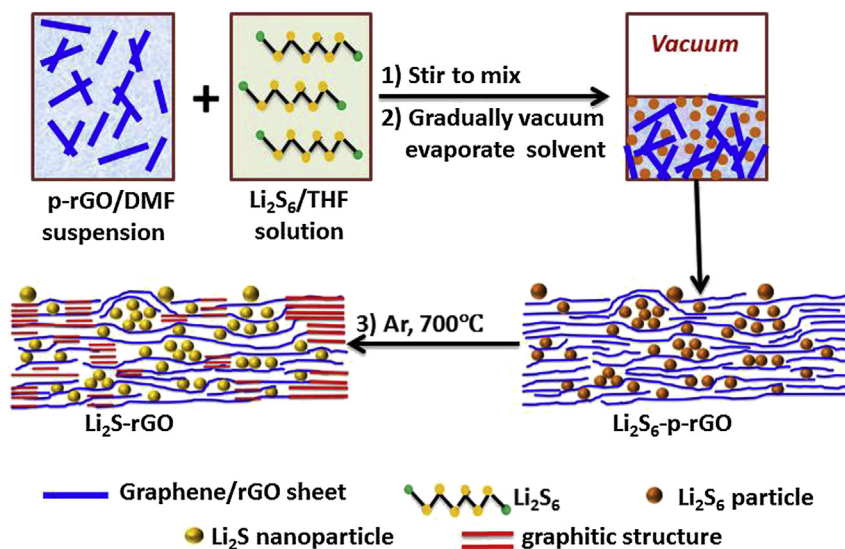 Vacuum
1) Stir to mix
2) Gradually vacuum
evaporate solvent
p-rGO/DMF
suspension
Li₂S₆/THF
solution
3) Ar, 700℃
Li₂S-rGO
Li₂S₆-p-rGO
Graphene/rGO sheet
Li₂S₆
Li₂S₆ particle
Li₂S nanoparticle
graphitic structure